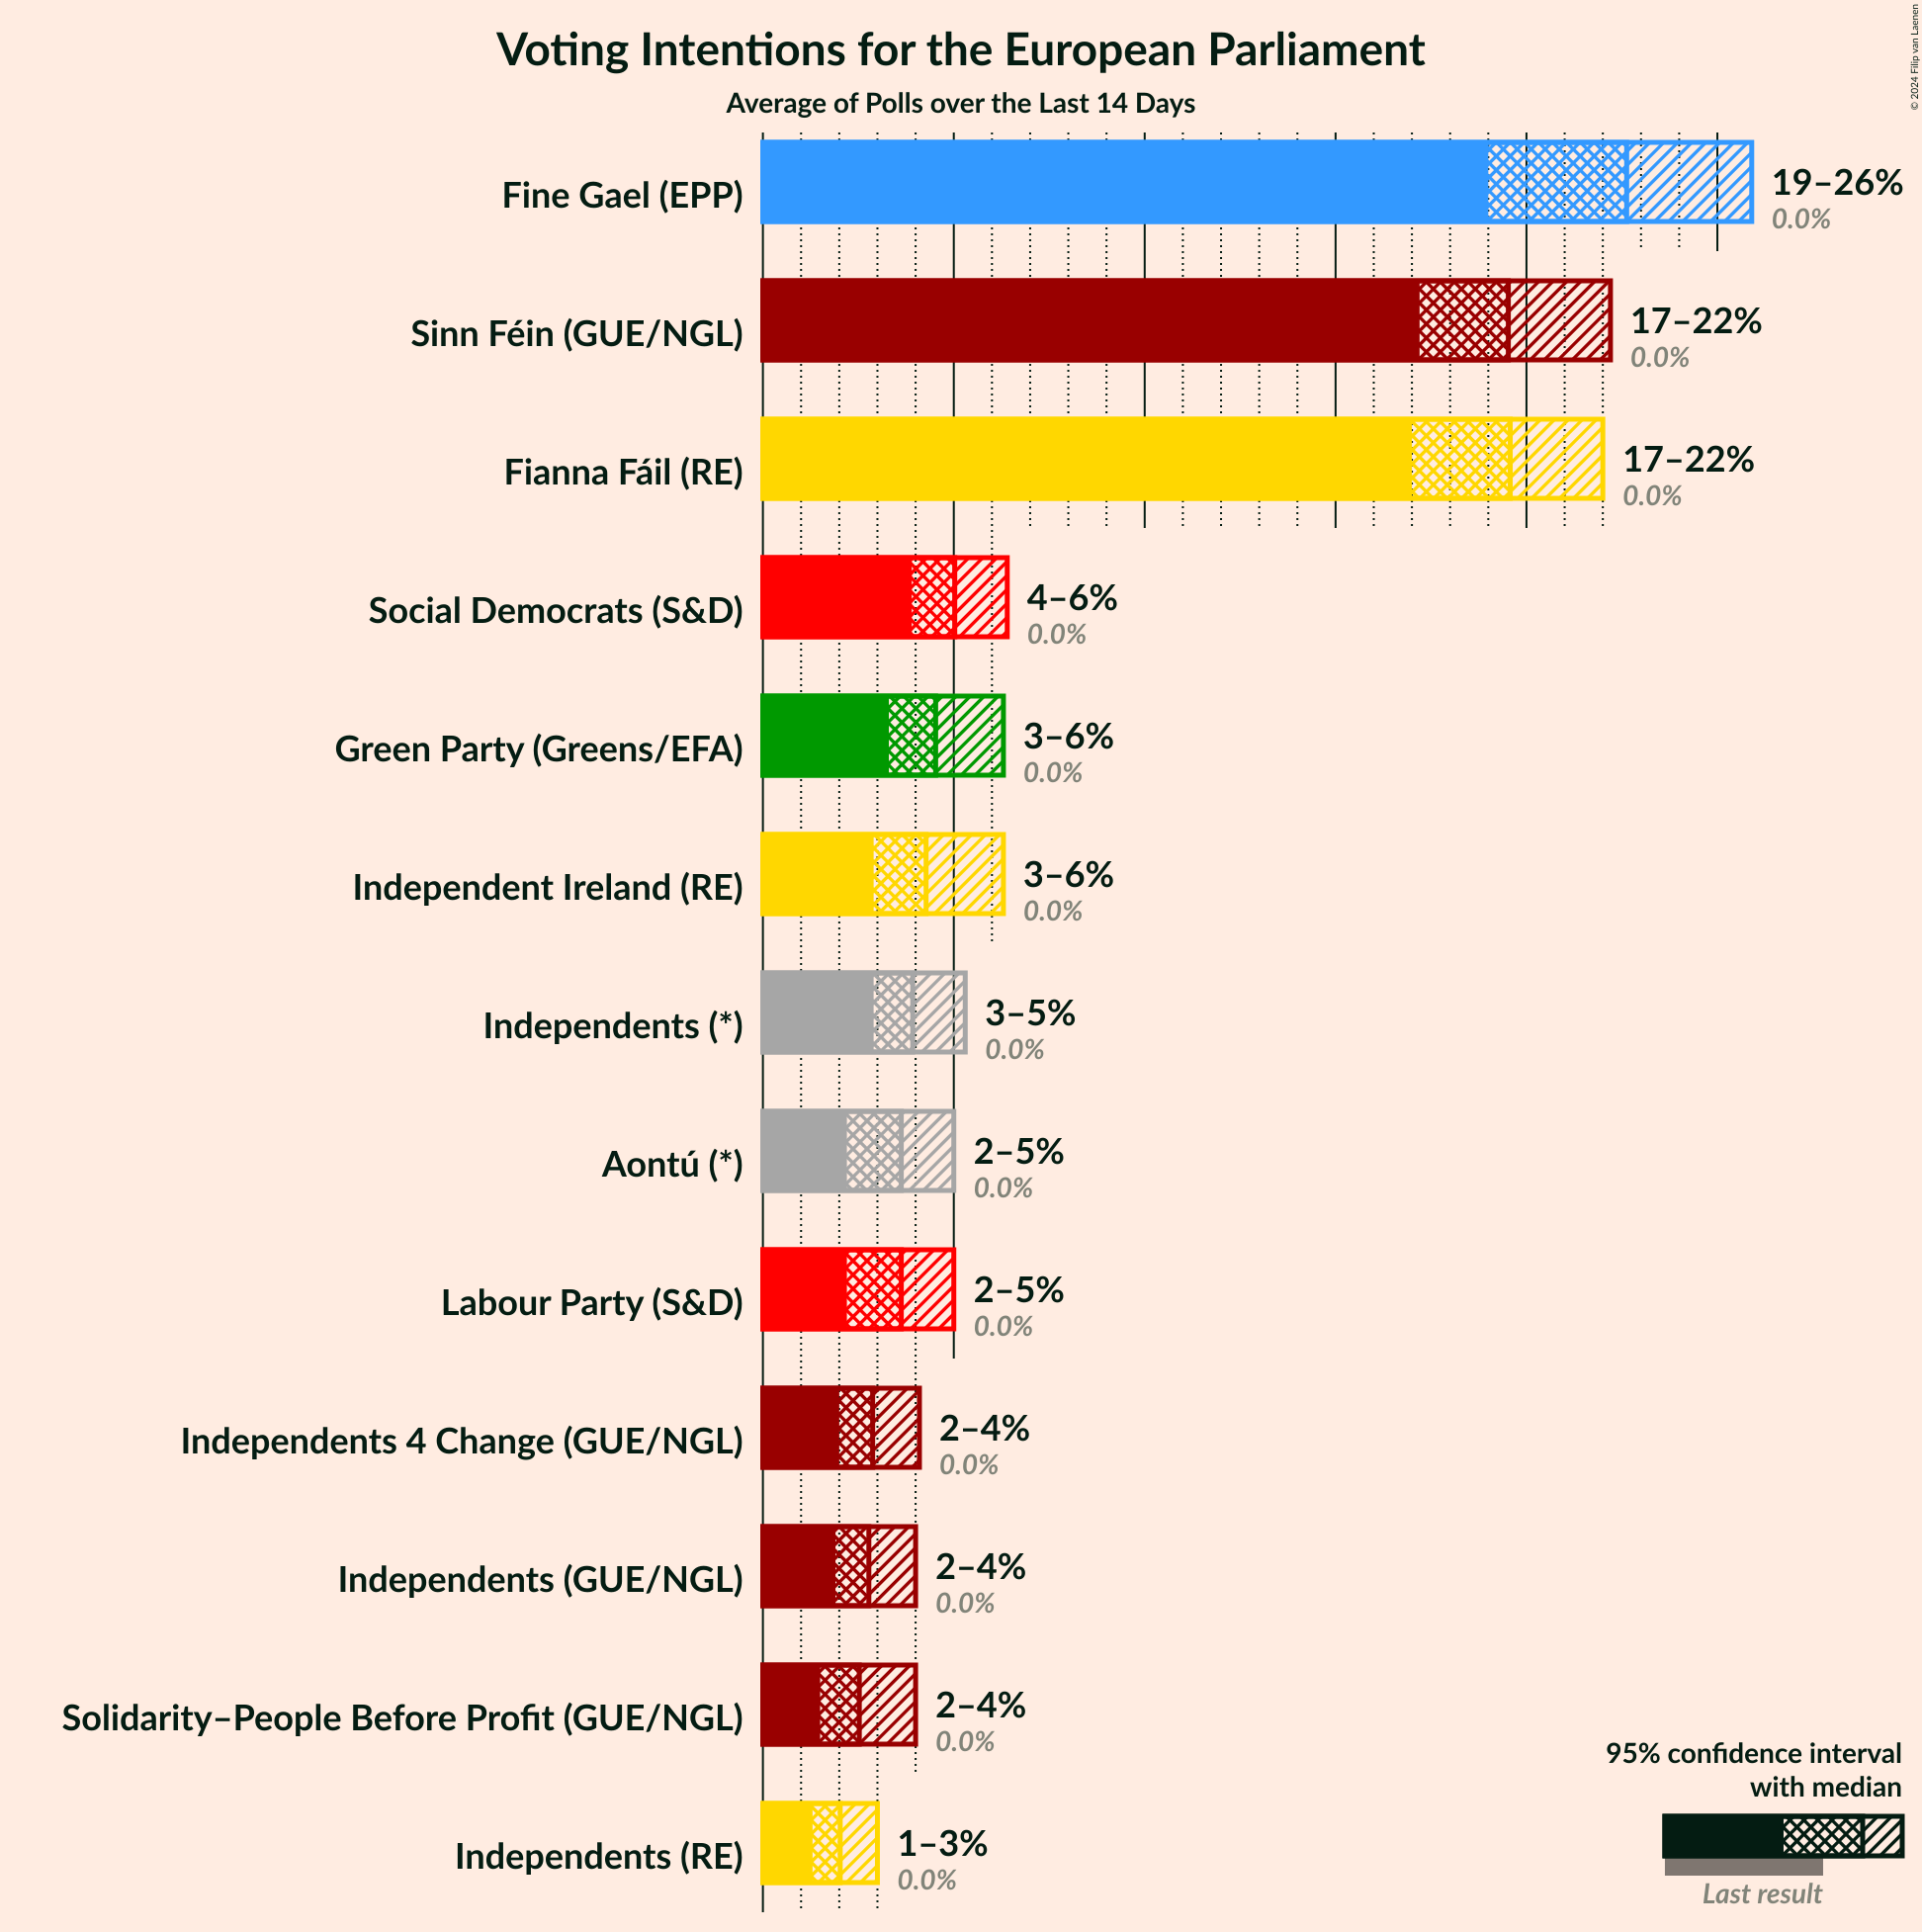 Voting Intentions for the European Parliament
Average of Polls over the Last 14 Days
© 2024 Filip van Laenen
Fine Gael (EPP)
19–26%
0.0%
Sinn Féin (GUE/NGL)
17–22%
0.0%
Fianna Fáil (RE)
17–22%
0.0%
Social Democrats (S&D)
4–6%
0.0%
Green Party (Greens/EFA)
3–6%
0.0%
Independent Ireland (RE)
3–6%
0.0%
Independents (*)
3–5%
0.0%
Aontú (*)
2–5%
0.0%
Labour Party (S&D)
2–5%
0.0%
Independents 4 Change (GUE/NGL)
2–4%
0.0%
Independents (GUE/NGL)
2–4%
0.0%
Solidarity–People Before Profit (GUE/NGL)
2–4%
0.0%
Independents (RE)
1–3%
0.0%
95% confidence interval
with median
Last result